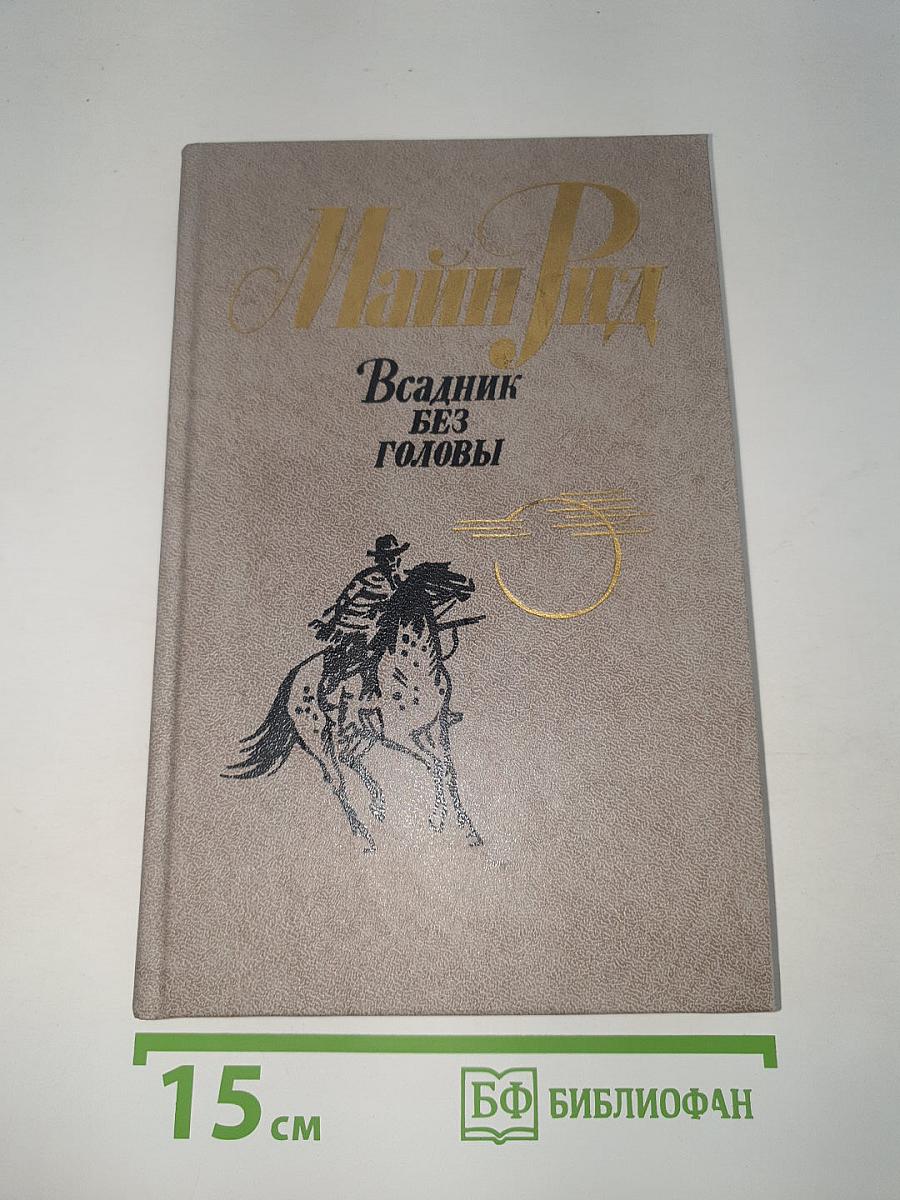 Майн Рид
Всадник
без
головы
15 см
БФ БИБЛИОФАН